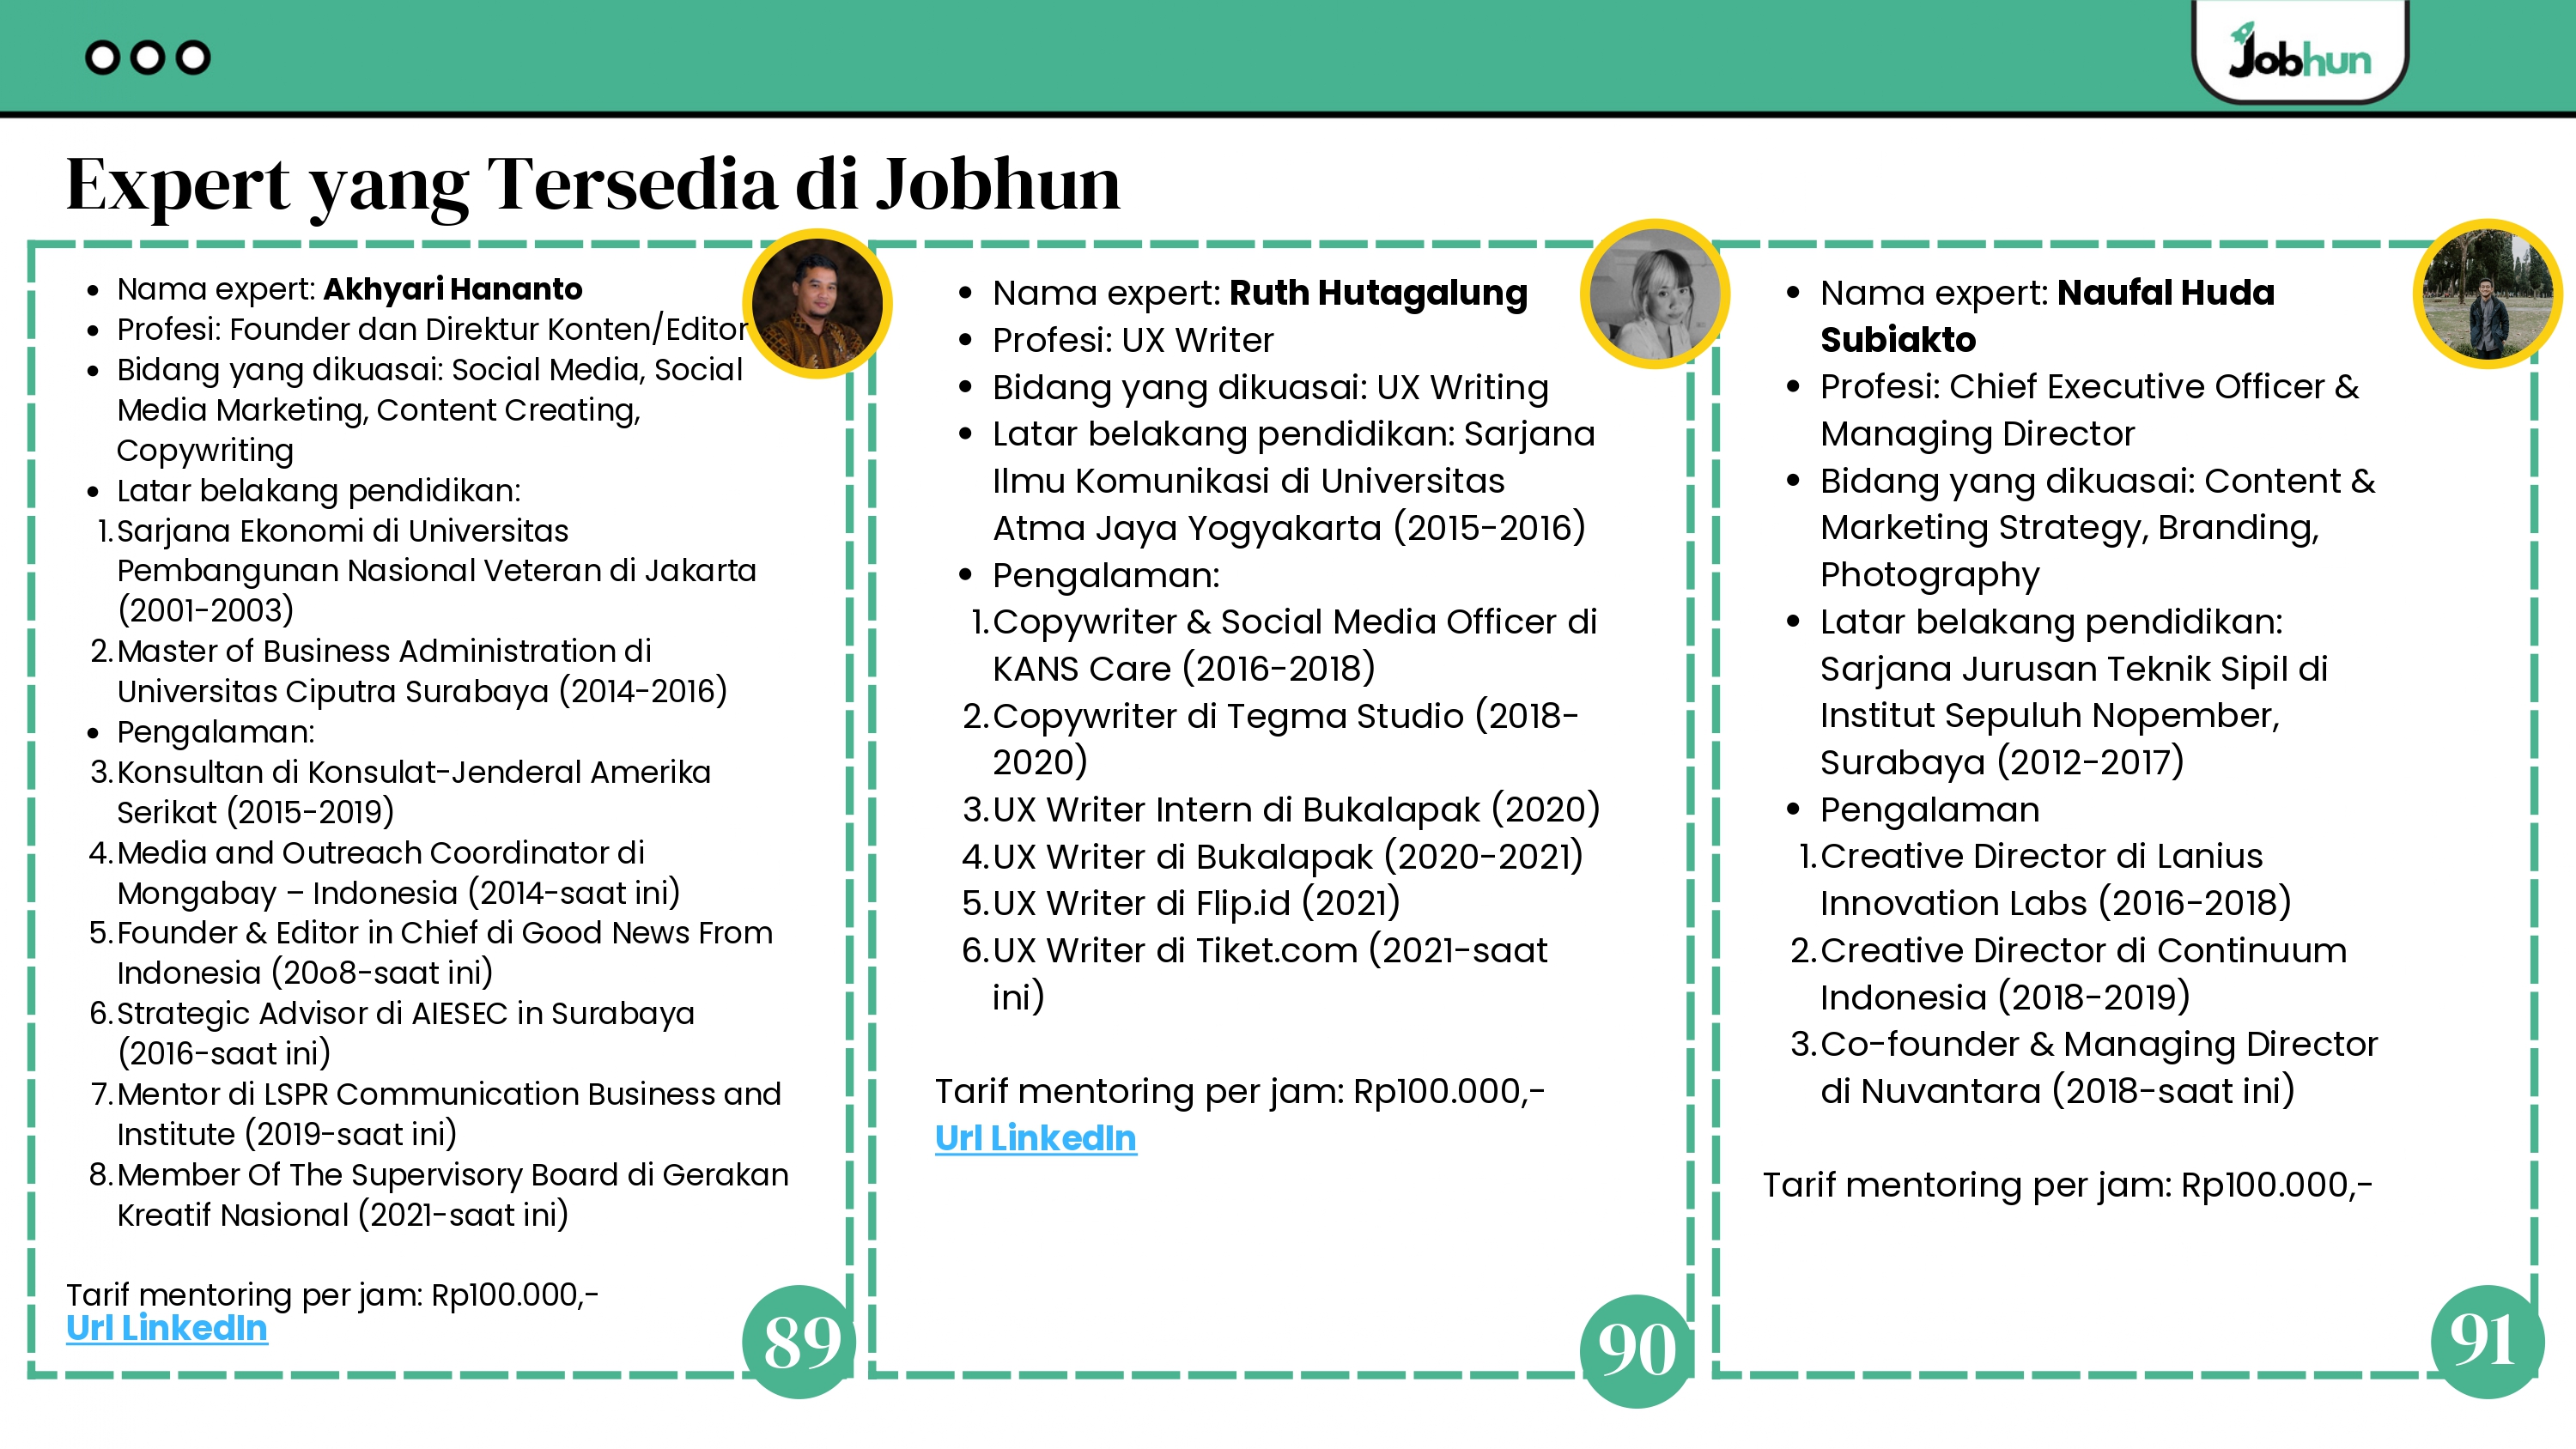 Jobhun
Expert yang Tersedia di Jobhun
• Nama expert: Akhyari Hananto
• Profesi: Founder dan Direktur Konten/Editor
• Bidang yang dikuasai: Social Media, Social
Media Marketing, Content Creating,
Copywriting
• Latar belakang pendidikan:
1. Sarjana Ekonomi di Universitas
Pembangunan Nasional Veteran di Jakarta
(2001-2003)
2. Master of Business Administration di
Universitas Ciputra Surabaya (2014-2016)
• Pengalaman:
3. Konsultan di Konsulat-Jenderal Amerika
Serikat (2015-2019)
4. Media and Outreach Coordinator di
Mongabay – Indonesia (2014-saat ini)
5. Founder & Editor in Chief di Good News From
Indonesia (20o8-saat ini)
6. Strategic Advisor di AIESEC in Surabaya
(2016-saat ini)
7. Mentor di LSPR Communication Business and
Institute (2019-saat ini)
8. Member Of The Supervisory Board di Gerakan
Kreatif Nasional (2021-saat ini)
Tarif mentoring per jam: Rp100.000,-
Url LinkedIn
89
• Nama expert: Ruth Hutagalung
• Profesi: UX Writer
• Bidang yang dikuasai: UX Writing
• Latar belakang pendidikan: Sarjana
Ilmu Komunikasi di Universitas
Atma Jaya Yogyakarta (2015-2016)
• Pengalaman:
1. Copywriter & Social Media Officer di
KANS Care (2016-2018)
2. Copywriter di Tegma Studio (2018-
2020)
3. UX Writer Intern di Bukalapak (2020)
4. UX Writer di Bukalapak (2020-2021)
5. UX Writer di Flip.id (2021)
6. UX Writer di Tiket.com (2021-saat
ini)
Tarif mentoring per jam: Rp100.000,-
Url LinkedIn
90
• Nama expert: Naufal Huda
Subiakto
• Profesi: Chief Executive Officer &
Managing Director
• Bidang yang dikuasai: Content &
Marketing Strategy, Branding,
Photography
• Latar belakang pendidikan:
Sarjana Jurusan Teknik Sipil di
Institut Sepuluh Nopember,
Surabaya (2012-2017)
• Pengalaman
1. Creative Director di Lanius
Innovation Labs (2016-2018)
2. Creative Director di Continuum
Indonesia (2018-2019)
3. Co-founder & Managing Director
di Nuvantara (2018-saat ini)
Tarif mentoring per jam: Rp100.000,-
91